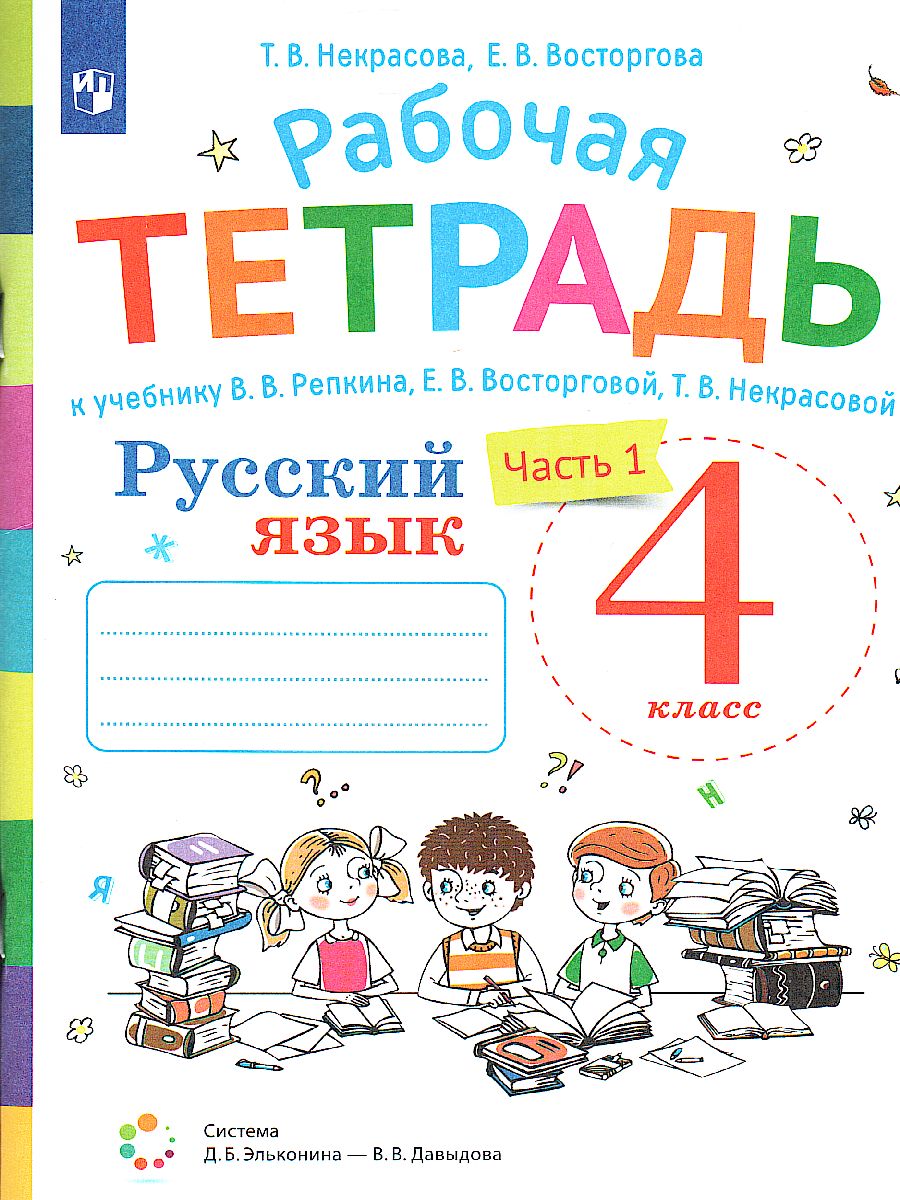 Т. В. Некрасова, Е. В. Восторгова
Рабочая
ТЕТРАДЬ
к учебнику В. В. Репкина, Е. В. Восторговой, Т. В. Некрасовой
Русский
язык
Часть 1
4
класс
?...
?!
Н
Я
Система
Д. Б. Эльконина — В. В. Давыдова